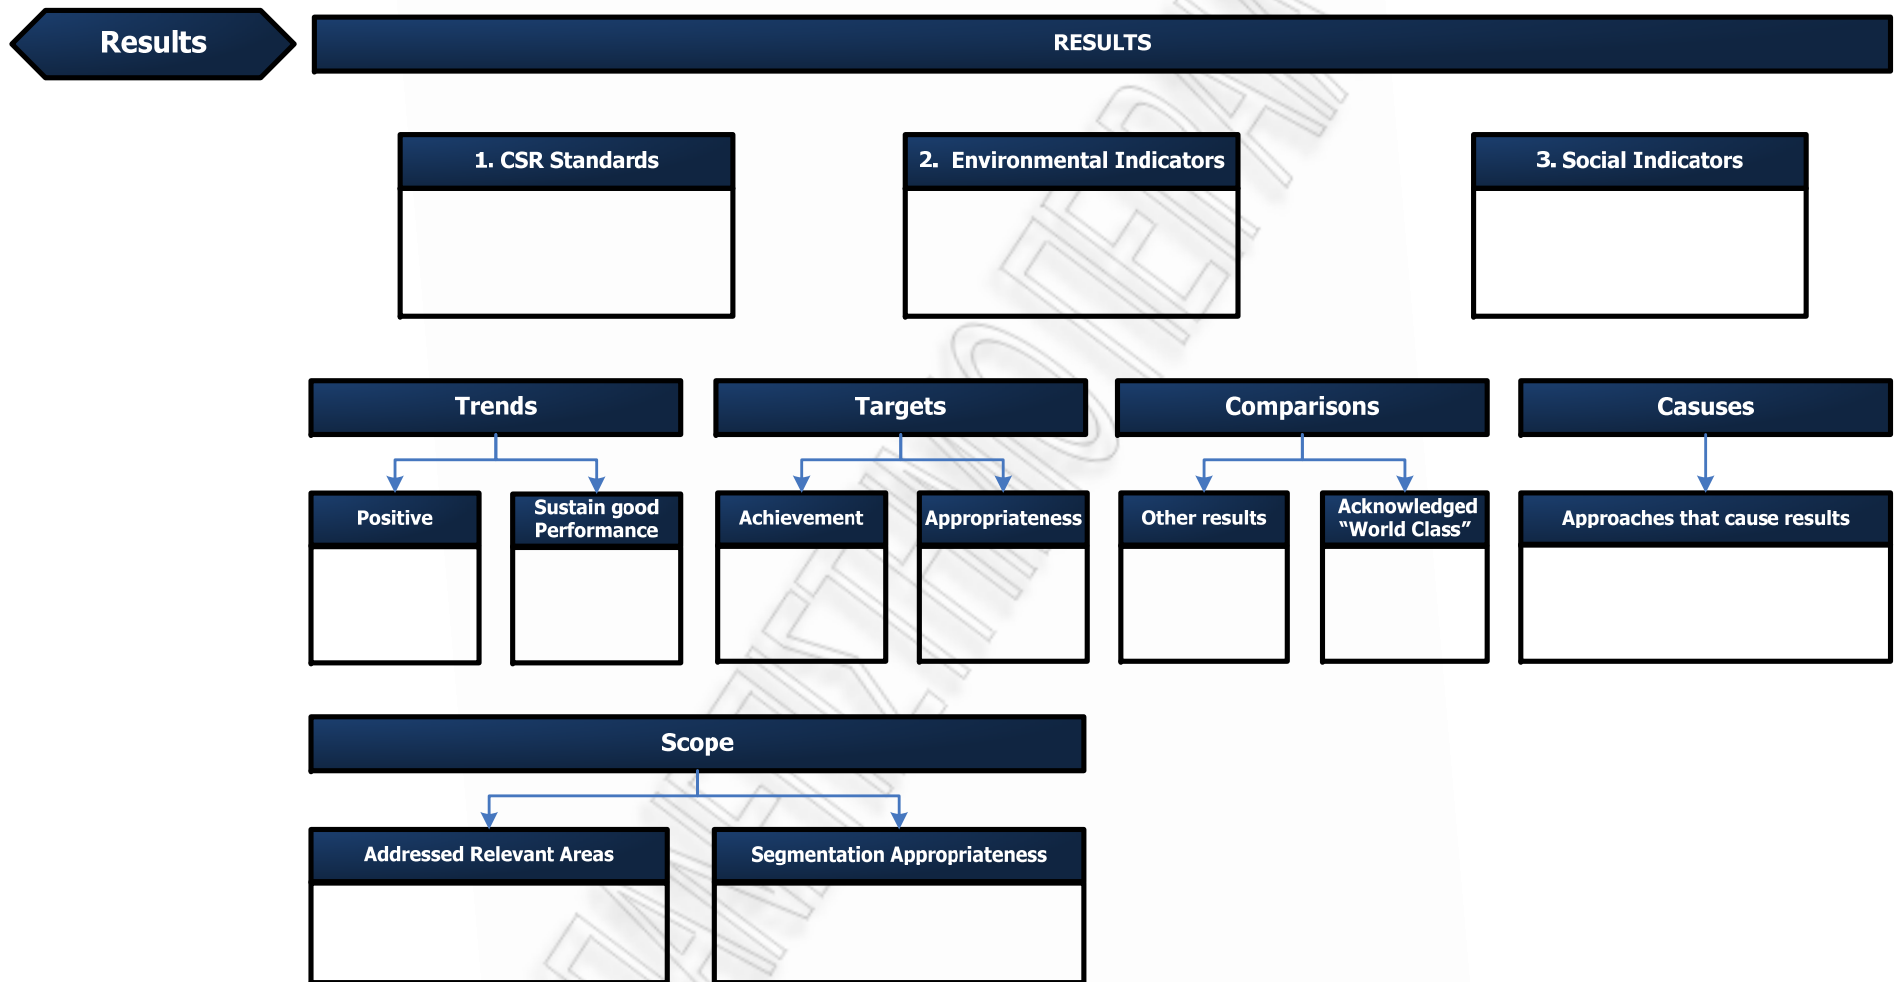 Results
RESULTS
1. CSR Standards
2. Environmental Indicators
3. Social Indicators
Trends
Targets
Comparisons
Casuses
Positive
Sustain good
Performance
Achievement
Appropriateness
Other results
Acknowledged
“World Class”
Approaches that cause results
Scope
Addressed Relevant Areas
Segmentation Appropriateness